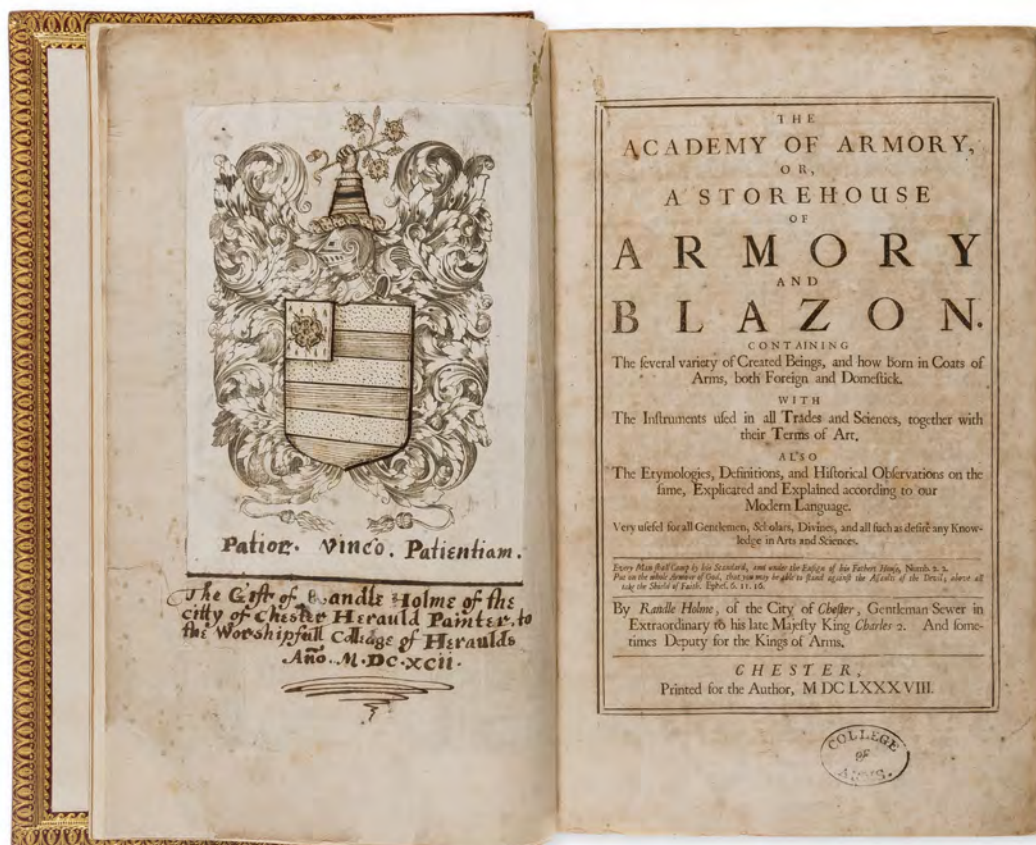 Patior. Vinco. Patientiam.
The Gift of Randle Holme of the
citty of Chester Herauld Painter, to
the Worshipfull Colledge of Heraulds
Año. M·DC·XCII·
THE
ACADEMY OF ARMORY,
OR,
A STOREHOUSE
OF
ARMORY
AND
BLAZON.
CONTAINING
The ſeveral variety of Created Beings, and how born in Coats of
Arms, both Foreign and Domeſtick.
WITH
The Inſtruments uſed in all Trades and Sciences, together with
their Terms of Art.
ALSO
The Etymologies, Definitions, and Hiſtorical Obſervations on the
ſame, Explicated and Explained according to our
Modern Language.
Very uſefel for all Gentlemen, Scholars, Divines, and all ſuch as deſire any Know-
ledge in Arts and Sciences.
Every Man ſhall Camp by his Standard, and under the Enſign of his Fathers Houſe, Numb. 2. 2.
Put on the whole Armour of God, that you may be able to ſtand againſt the Aſſaults of the Devil, above all
take the Shield of Faith. Epheſ. 6. 11. 16.
By Randle Holme, of the City of Cheſter, Gentleman Sewer in
Extraordinary to his late Majeſty King Charles 2. And ſome-
times Deputy for the Kings of Arms.
CHESTER,
Printed for the Author, M DC LXXXVIII.
COLLEGE
OF
ARMS.